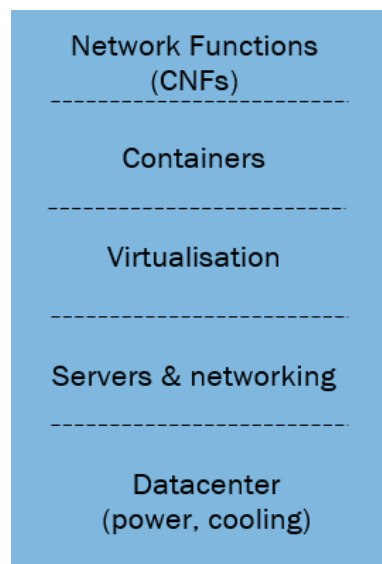 Network Functions
(CNFs)
Containers
Virtualisation
Servers & networking
Datacenter
(power, cooling)